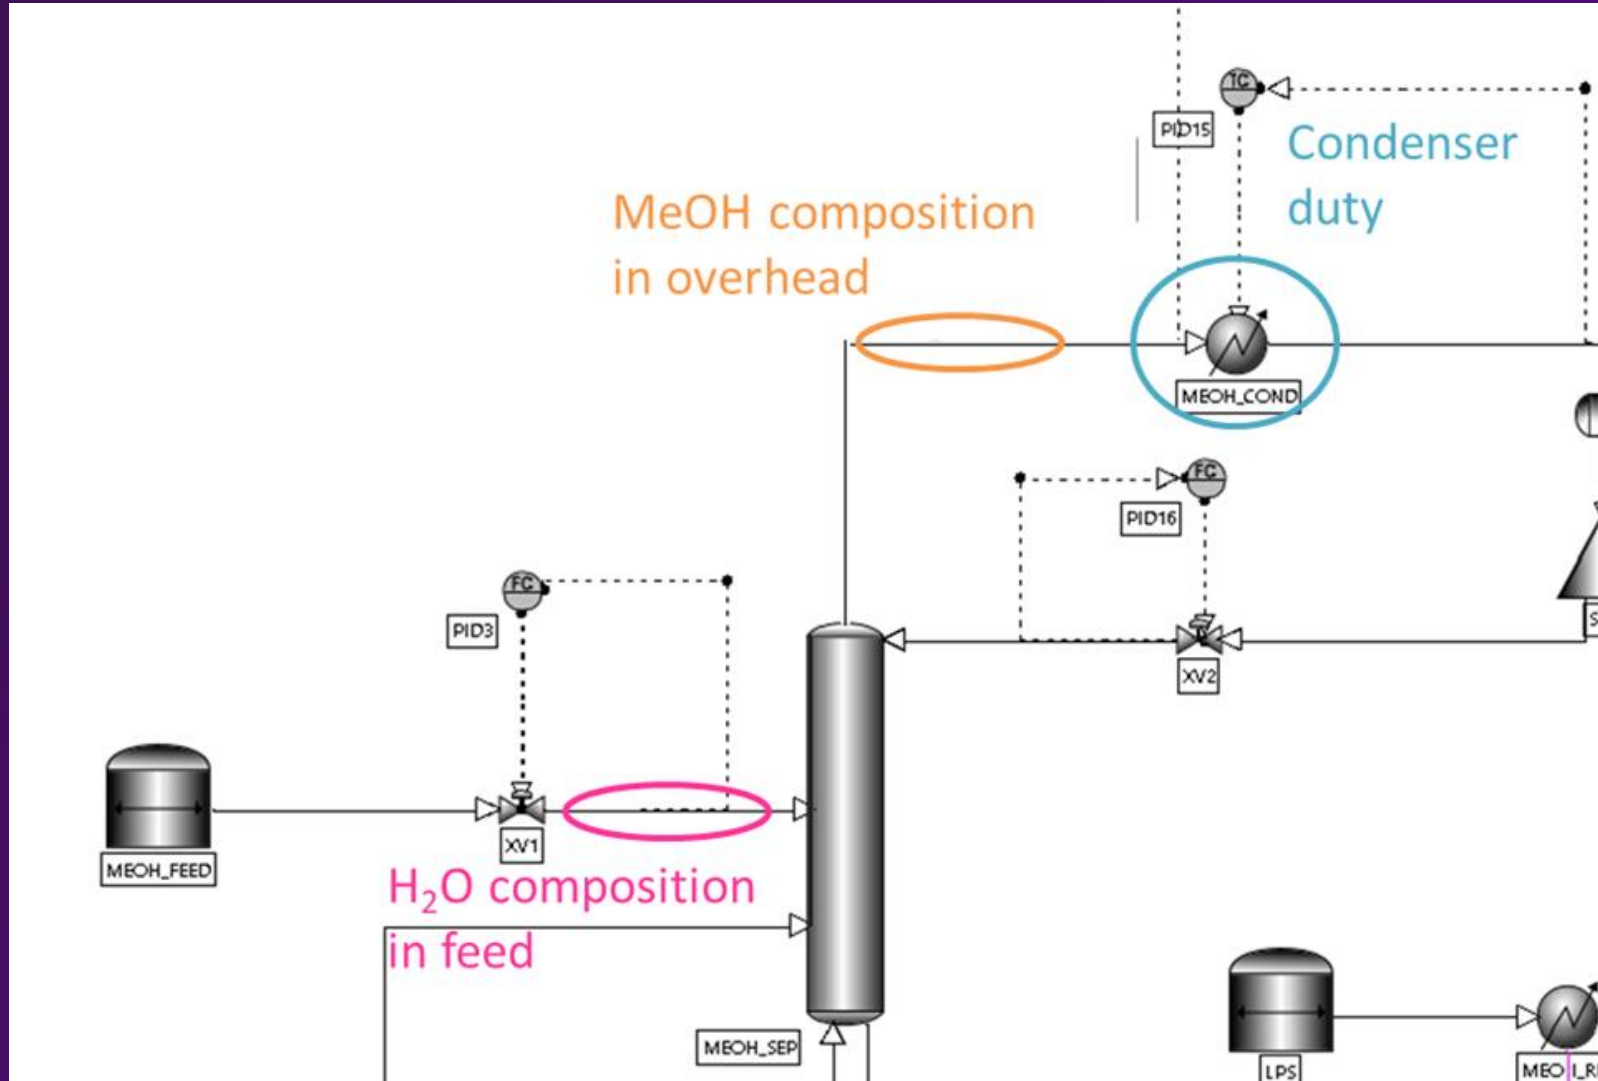 TC
PID15
Condenser
duty
MeOH composition
in overhead
MEOH_COND
FC
PID16
FC
PID3
XV2
XV1
MEOH_FEED
H₂O composition
in feed
MEOH_SEP
LPS